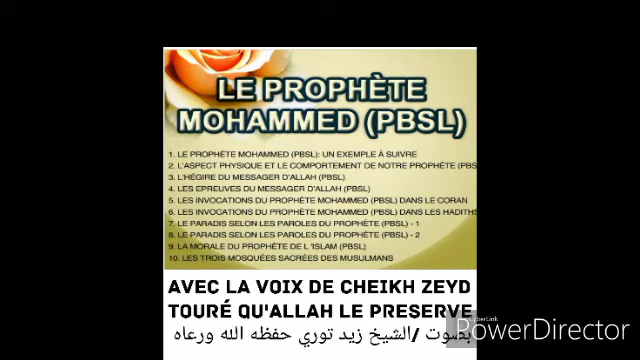 LE PROPHÈTE
MOHAMMED (PBSL)
1. LE PROPHÈTE MOHAMMED (PBSL): UN EXEMPLE À SUIVRE
2. L'ASPECT PHYSIQUE ET LE COMPORTEMENT DE NOTRE PROPHÈTE (PBS
3. L'HÉGIRE DU MESSAGER D'ALLAH (PBSL)
4. LES EPREUVES DU MESSAGER D'ALLAH (PBSL)
5. LES INVOCATIONS DU PROPHÈTE MOHAMMED (PBSL) DANS LE CORAN
6. LES INVOCATIONS DU PROPHÈTE MOHAMMED (PBSL) DANS LES HADITHS
7. LE PARADIS SELON LES PAROLES DU PROPHÈTE (PBSL) - 1
8. LE PARADIS SELON LES PAROLES DU PROPHÈTE (PBSL) - 2
9. LA MORALE DU PROPHÈTE DE L'ISLAM (PBSL)
10. LES TROIS MOSQUÉES SACRÉES DES MUSULMANS
AVEC LA VOIX DE CHEIKH ZEYD
TOURÉ QU'ALLAH LE PRESERVE
بصوت /الشيخ زيد توري حفظه الله ورعاه
CyberLink
PowerDirector